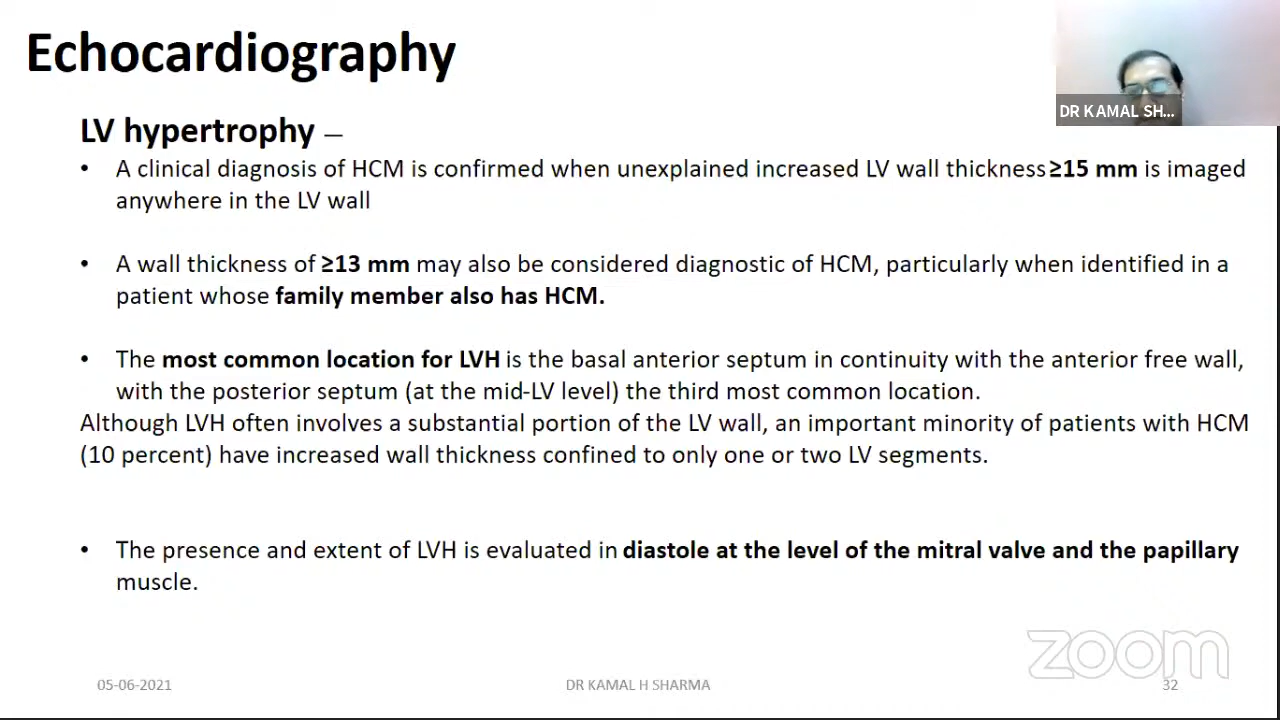 Echocardiography
DR KAMAL SH...
LV hypertrophy –
• A clinical diagnosis of HCM is confirmed when unexplained increased LV wall thickness ≥15 mm is imaged
anywhere in the LV wall
• A wall thickness of ≥13 mm may also be considered diagnostic of HCM, particularly when identified in a
patient whose family member also has HCM.
• The most common location for LVH is the basal anterior septum in continuity with the anterior free wall,
with the posterior septum (at the mid-LV level) the third most common location.
Although LVH often involves a substantial portion of the LV wall, an important minority of patients with HCM
(10 percent) have increased wall thickness confined to only one or two LV segments.
• The presence and extent of LVH is evaluated in diastole at the level of the mitral valve and the papillary
muscle.
zoom
05-06-2021
DR KAMAL H SHARMA
32